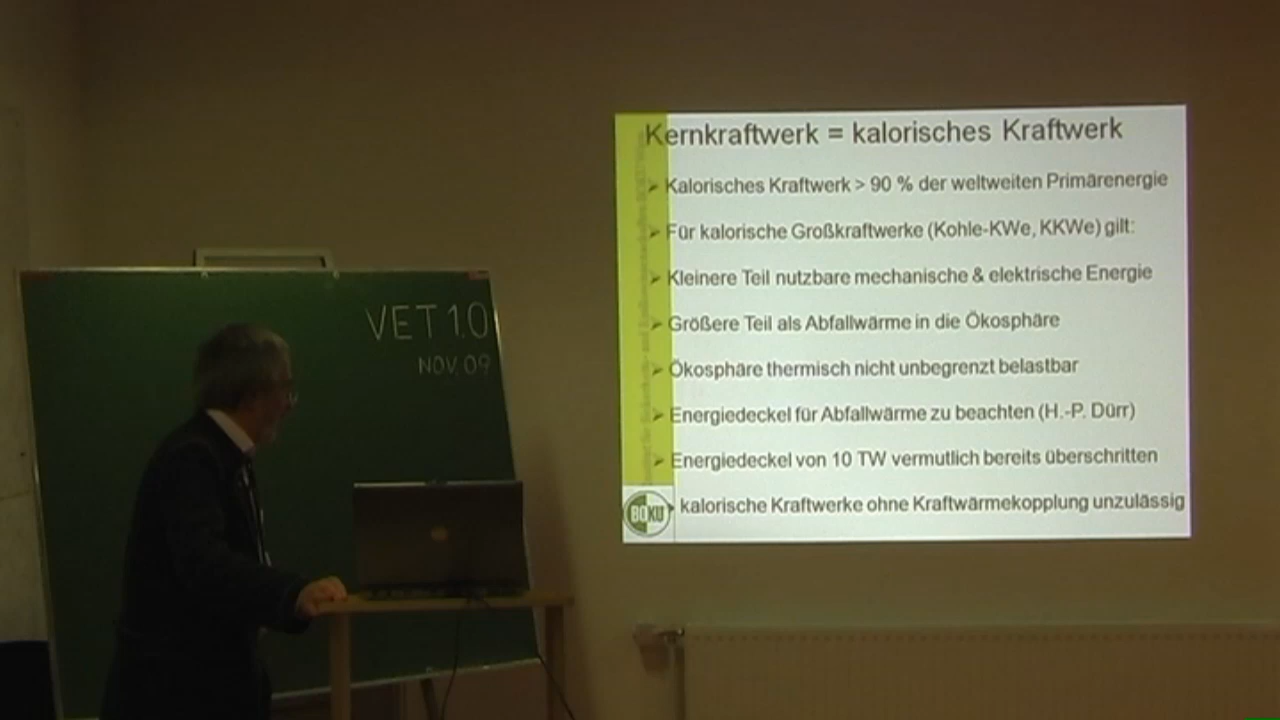 VET 1.0
NOV. 09
Kernkraftwerk = kalorisches Kraftwerk
➢ Kalorisches Kraftwerk > 90 % der weltweiten Primärenergie
➢ Für kalorische Großkraftwerke (Kohle-KWe, KKWe) gilt:
➢ Kleinere Teil nutzbare mechanische & elektrische Energie
➢ Größere Teil als Abfallwärme in die Ökosphäre
➢ Ökosphäre thermisch nicht unbegrenzt belastbar
➢ Energiedeckel für Abfallwärme zu beachten (H.-P. Dürr)
➢ Energiedeckel von 10 TW vermutlich bereits überschritten
➢ kalorische Kraftwerke ohne Kraftwärmekopplung unzulässig
BOKU